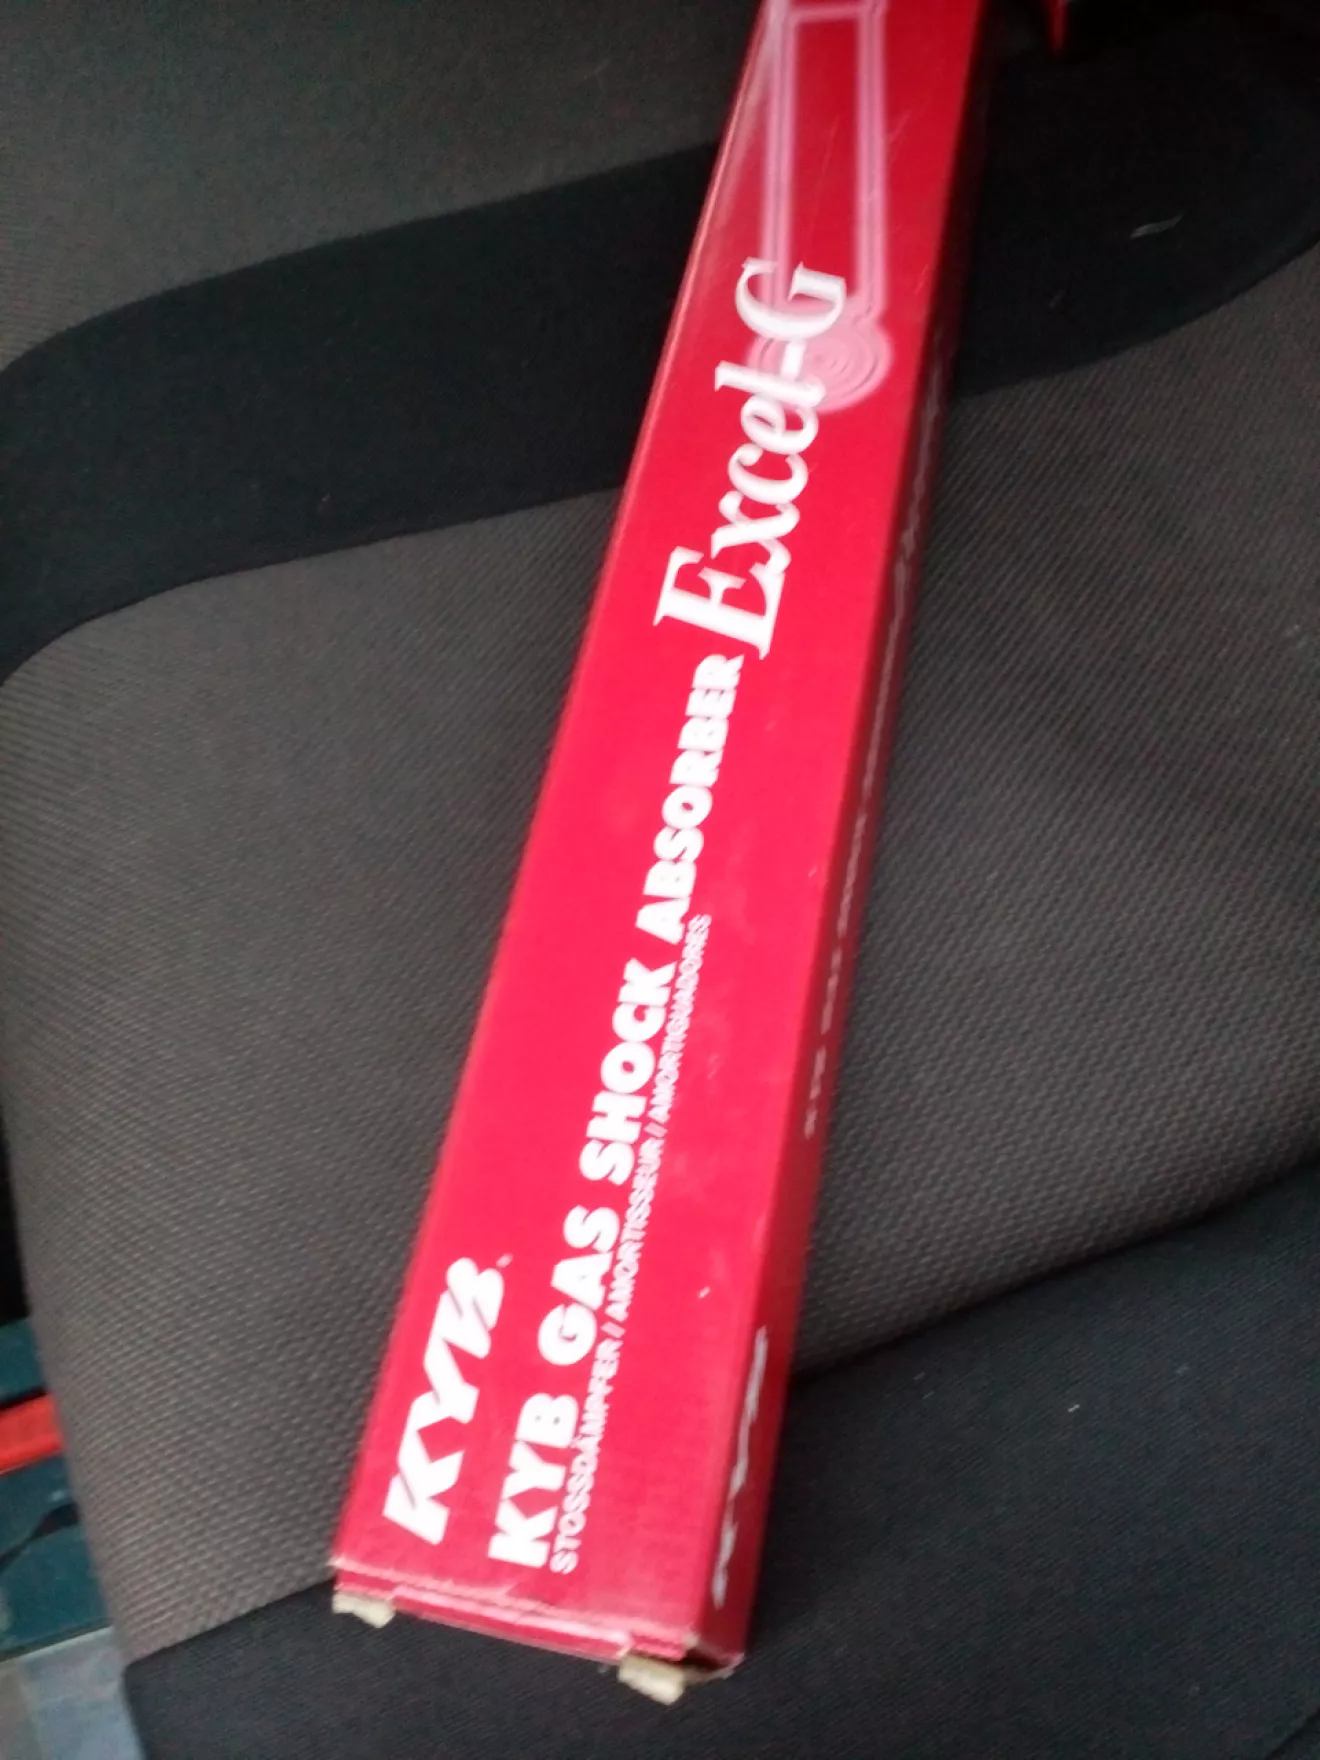 KYB
KYB GAS SHOCK ABSORBER Excel-G
STOSSDÄMPFER / AMORTISSEUR / AMORTIGUADORES